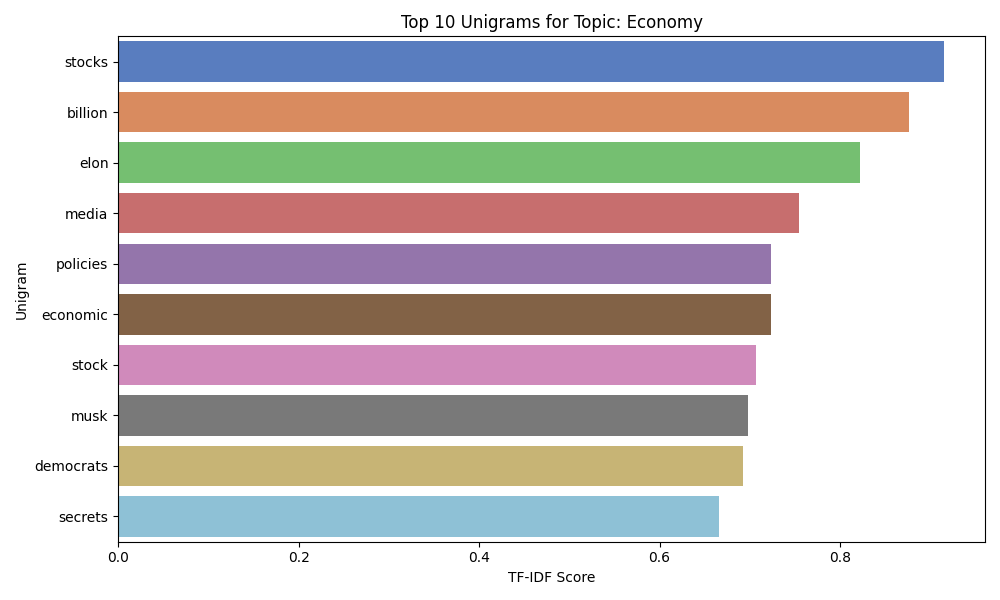 Top 10 Unigrams for Topic: Economy
Unigram
stocks
billion
elon
media
policies
economic
stock
musk
democrats
secrets
0.0 0.2 0.4 0.6 0.8
TF-IDF Score